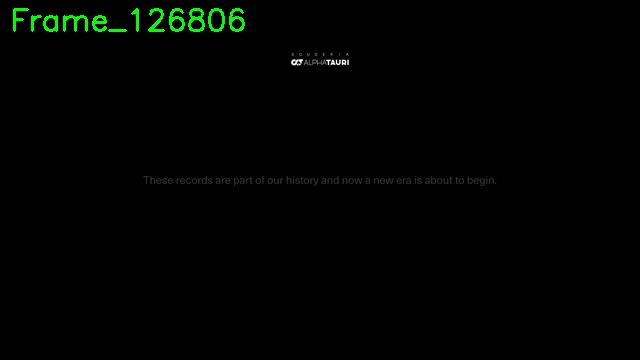 Frame_126806
SCUDERIA
ALPHATAURI
These records are part of our history and now a new era is about to begin.